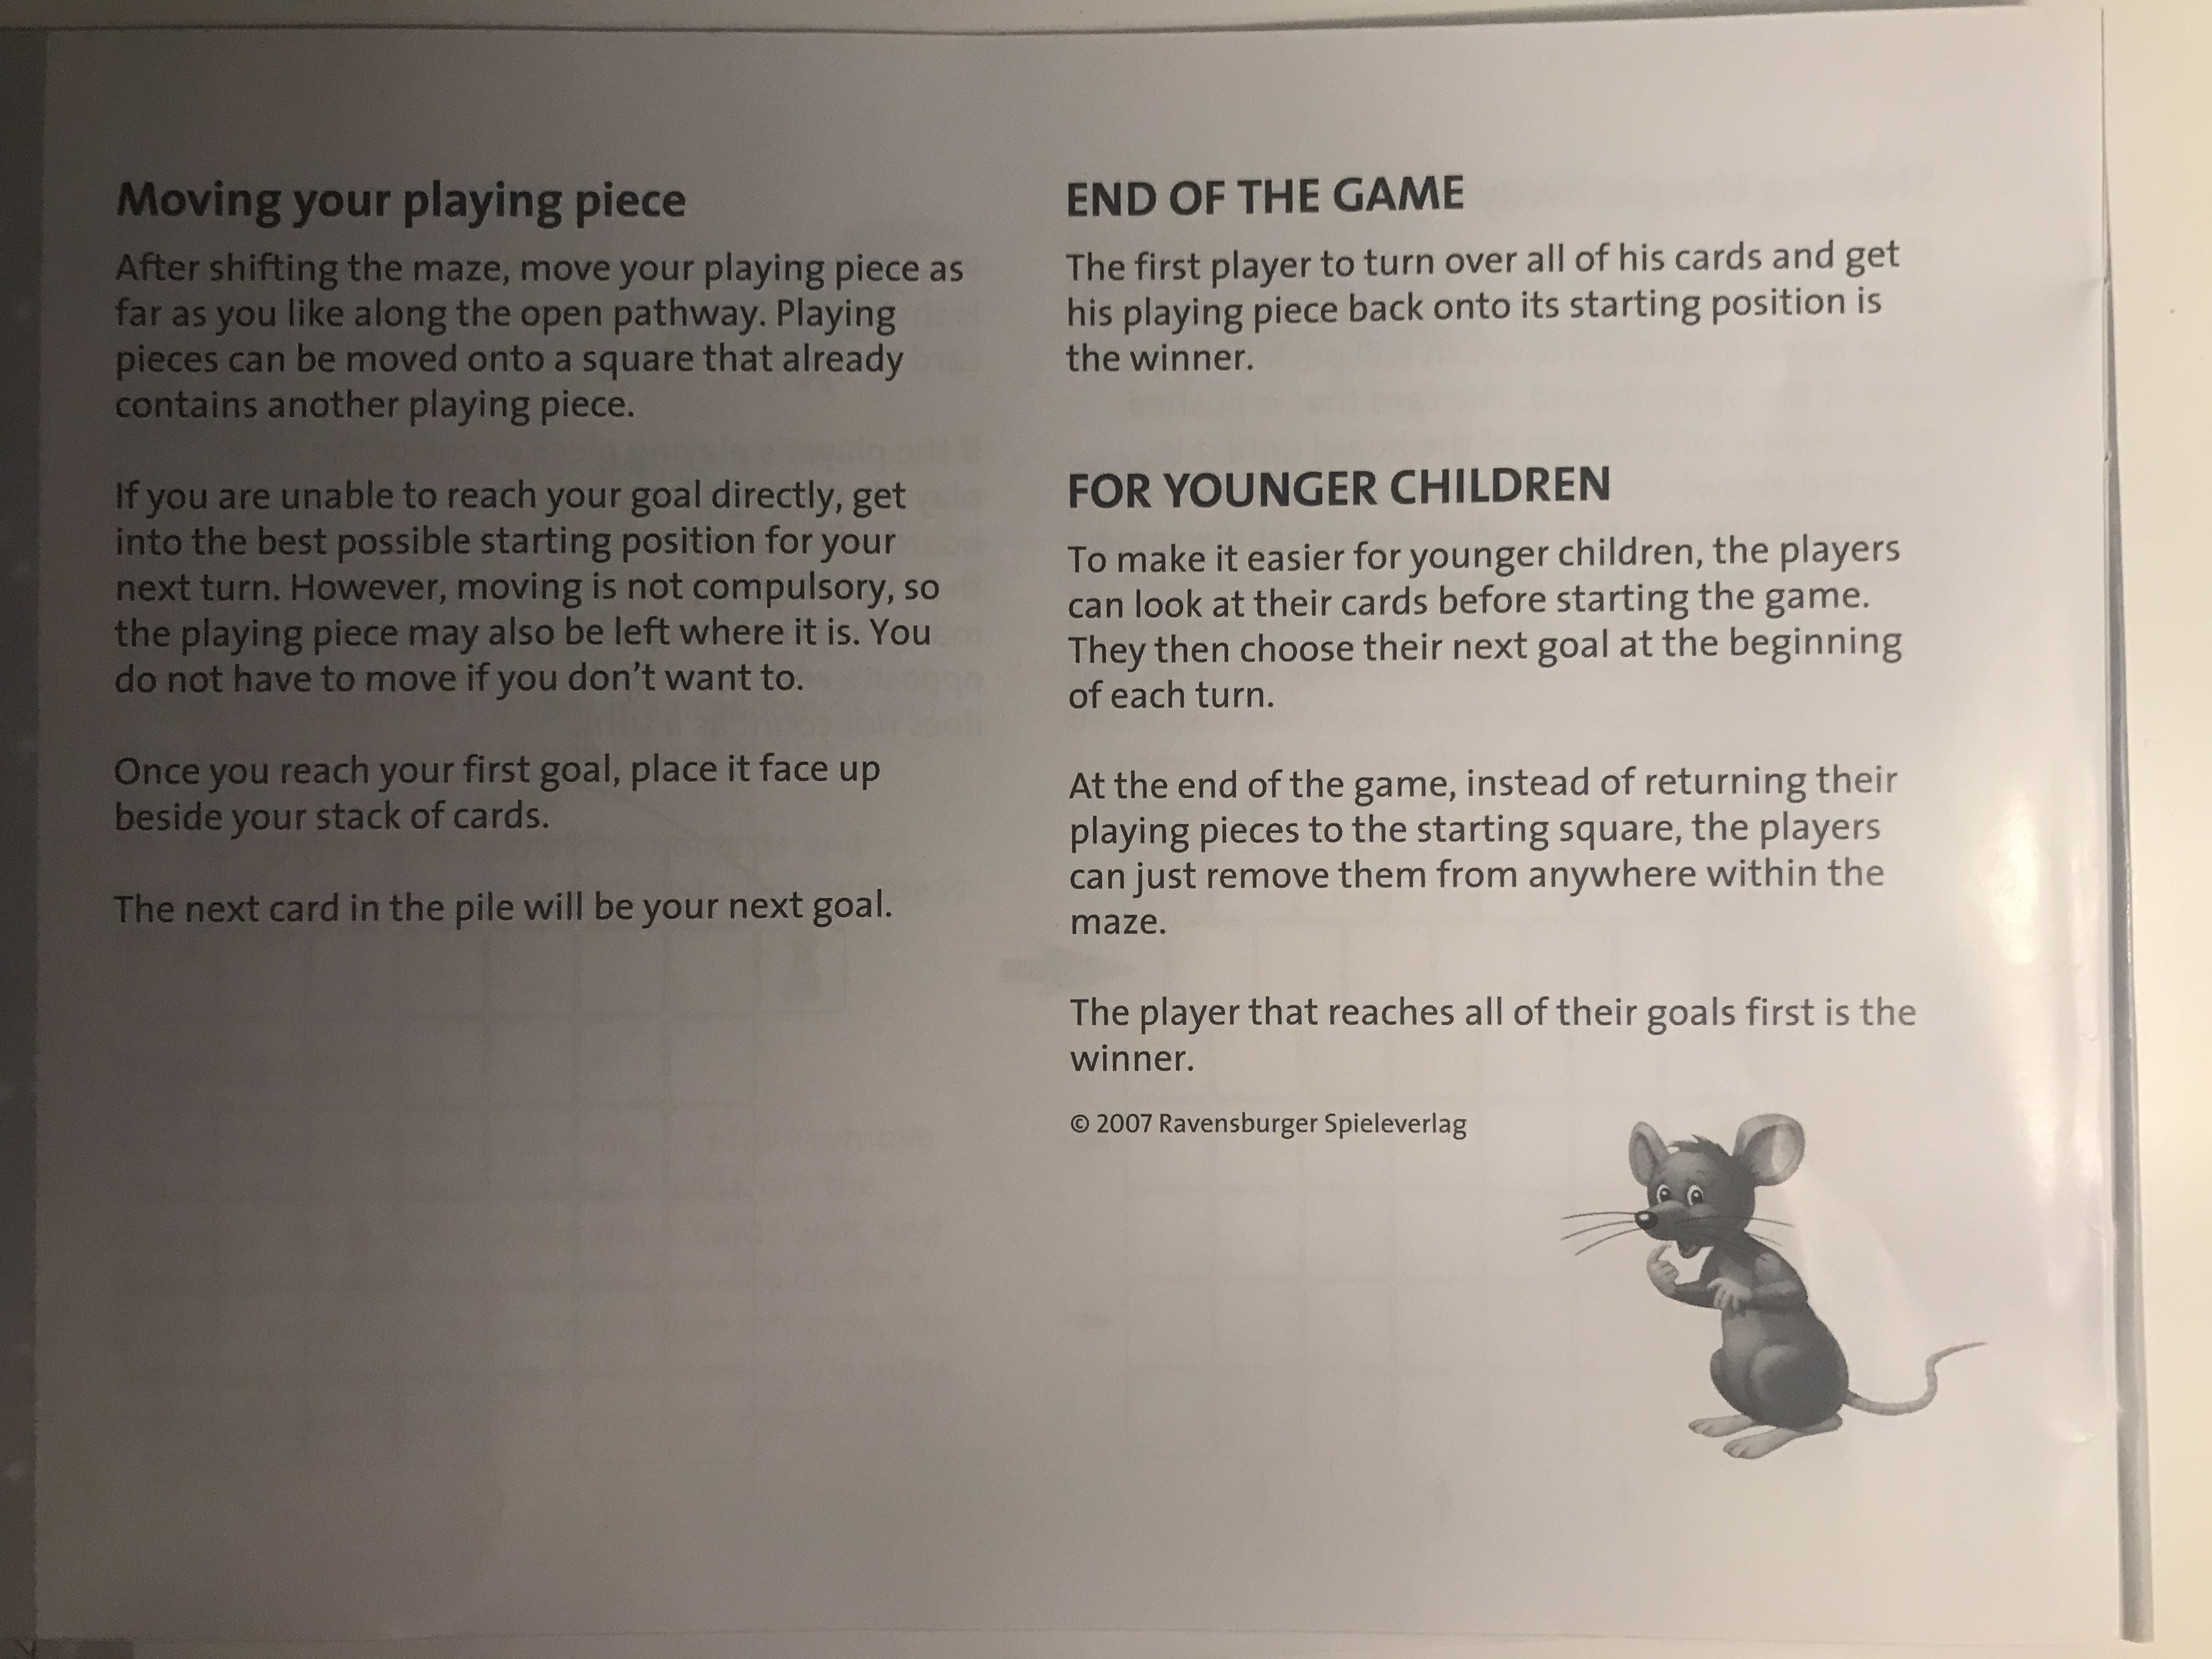 Moving your playing piece
After shifting the maze, move your playing piece as
far as you like along the open pathway. Playing
pieces can be moved onto a square that already
contains another playing piece.
If you are unable to reach your goal directly, get
into the best possible starting position for your
next turn. However, moving is not compulsory, so
the playing piece may also be left where it is. You
do not have to move if you don't want to.
Once you reach your first goal, place it face up
beside your stack of cards.
The next card in the pile will be your next goal.
END OF THE GAME
The first player to turn over all of his cards and get
his playing piece back onto its starting position is
the winner.
FOR YOUNGER CHILDREN
To make it easier for younger children, the players
can look at their cards before starting the game.
They then choose their next goal at the beginning
of each turn.
At the end of the game, instead of returning their
playing pieces to the starting square, the players
can just remove them from anywhere within the
maze.
The player that reaches all of their goals first is the
winner.
© 2007 Ravensburger Spieleverlag